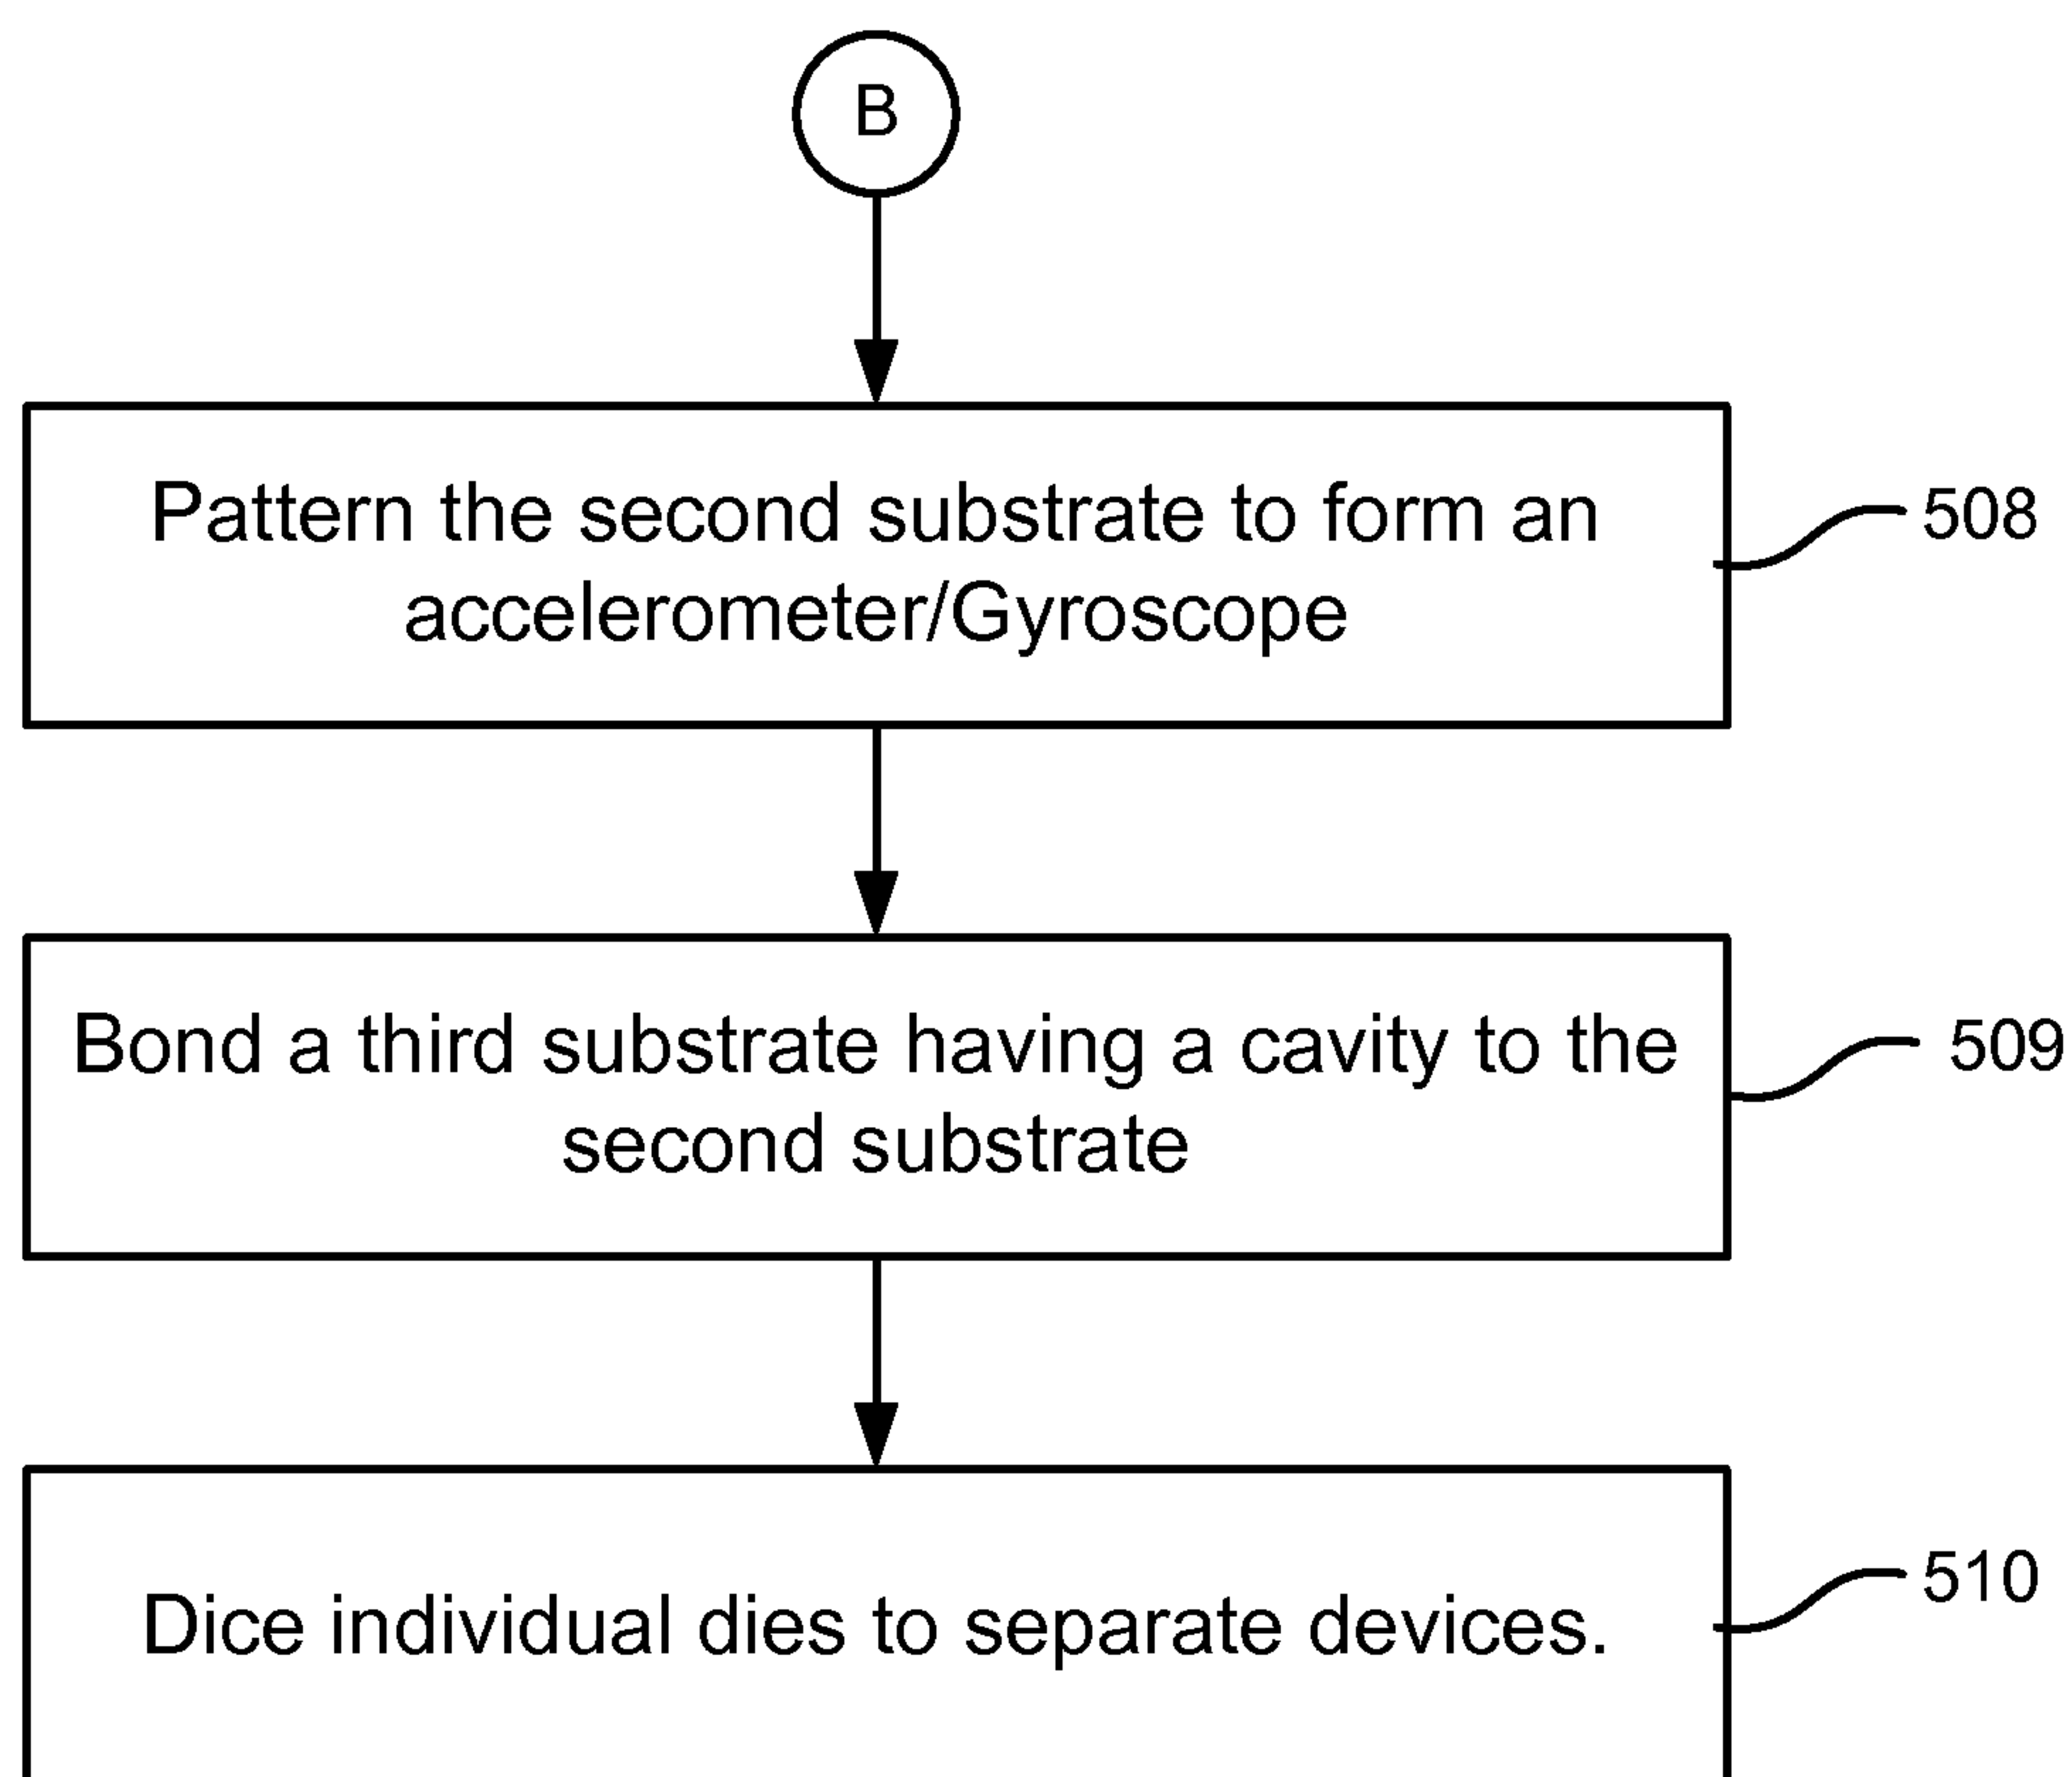 B
Pattern the second substrate to form an
accelerometer/Gyroscope
508
Bond a third substrate having a cavity to the
second substrate
509
Dice individual dies to separate devices.
510